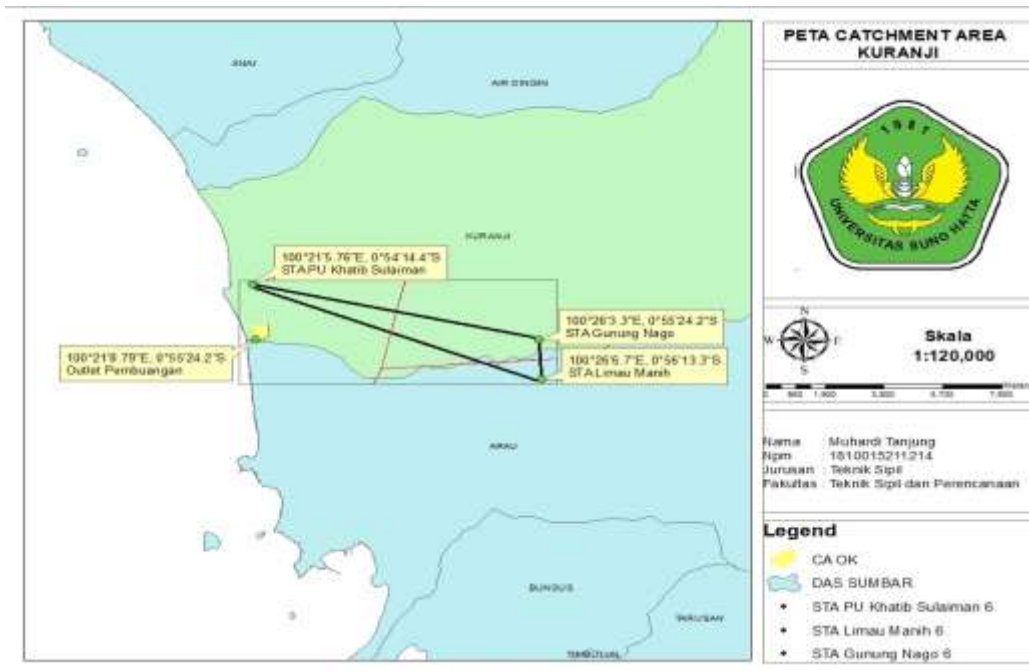 ANAI
AIR DINGIN
KURANJI
100°21'5.76"E, 0°54'14.4"S
STA PU Khatib Sulaiman
100°26'3.3"E, 0°55'24.2"S
STA Gunung Nago
100°21'8.79"E, 0°55'24.2"S
Outlet Pembuangan
100°26'6.7"E, 0°56'13.3"S
STA Limau Manih
ARAU
BUNGUS
TARUSAN
PETA CATCHMENT AREA
KURANJI
1981
UNIVERSITAS BUNG HATTA
N
W E
S
Skala
1:120,000
Nama : Muhardi Tanjung
Npm : 1810015211214
Jurusan : Teknik Sipil
Fakultas : Teknik Sipil dan Perencanaan
Legend
CA OK
DAS SUMBAR
STA PU Khatib Sulaiman 6
STA Limau Manih 6
STA Gunung Nago 6